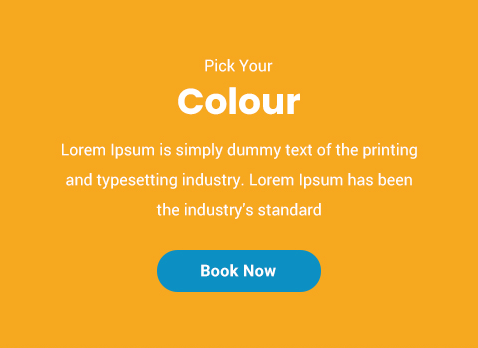 Pick Your
Colour
Lorem Ipsum is simply dummy text of the printing
and typesetting industry. Lorem Ipsum has been
the industry's standard
Book Now